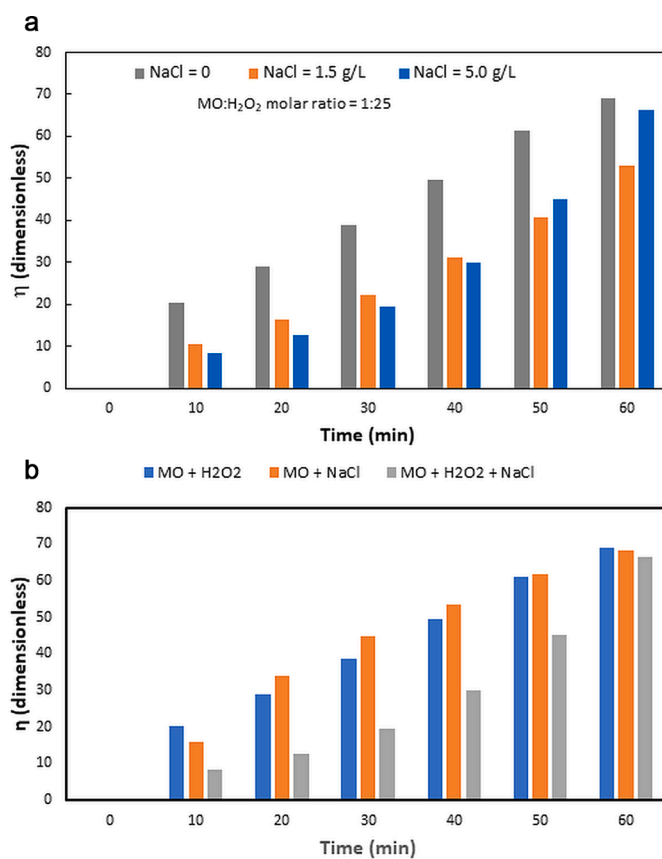 a
80
70
60
50
40
30
20
10
0
η (dimensionless)
NaCl = 0 NaCl = 1.5 g/L NaCl = 5.0 g/L
MO:H₂O₂ molar ratio = 1:25
0 10 20 30 40 50 60
Time (min)
b
MO + H2O2 MO + NaCl MO + H2O2 + NaCl
80
70
60
50
40
30
20
10
0
η (dimensionless)
0 10 20 30 40 50 60
Time (min)